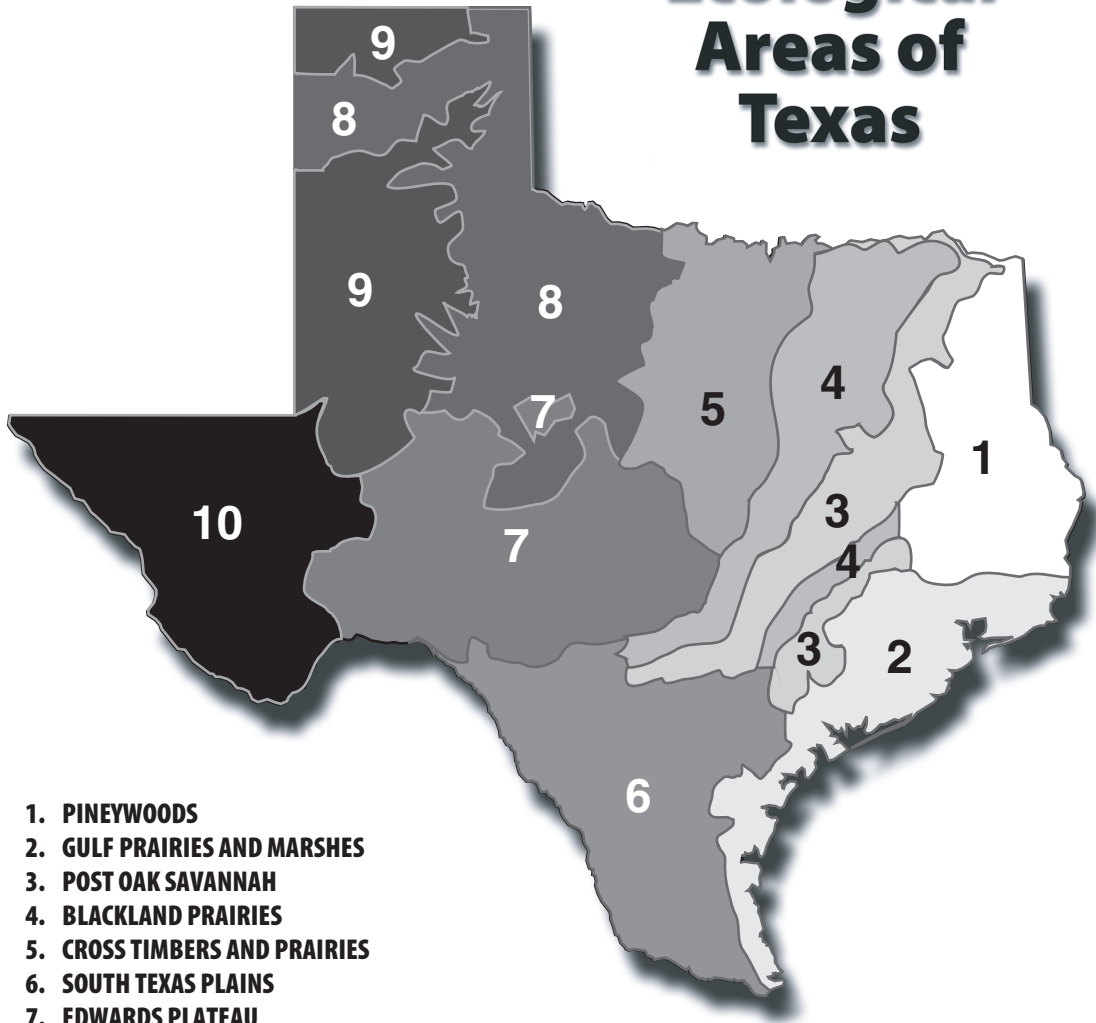 Ecological
Areas of
Texas
9
8
9
8
7
5
4
1
10
3
7
4
3
2
6
1. PINEYWOODS
2. GULF PRAIRIES AND MARSHES
3. POST OAK SAVANNAH
4. BLACKLAND PRAIRIES
5. CROSS TIMBERS AND PRAIRIES
6. SOUTH TEXAS PLAINS
7. EDWARDS PLATEAU